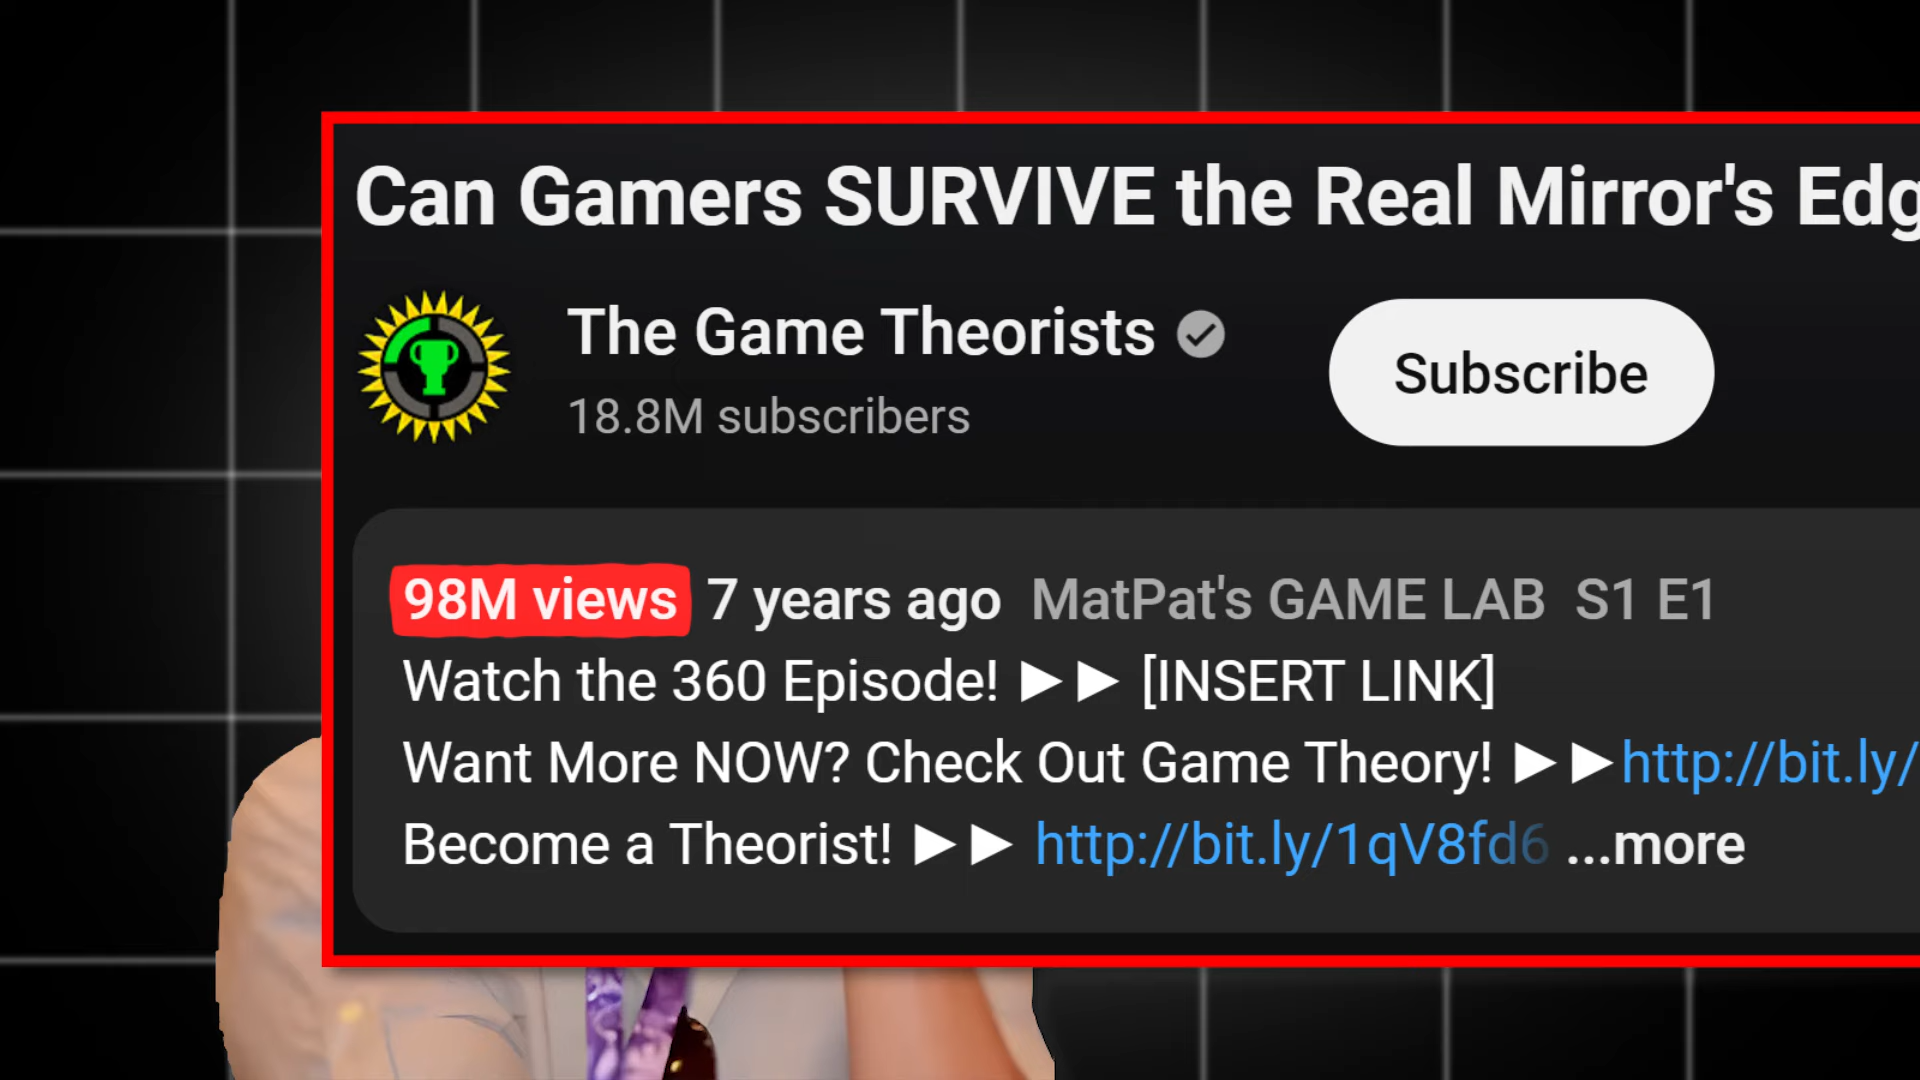 Can Gamers SURVIVE the Real Mirror's Edg
The Game Theorists
18.8M subscribers
Subscribe
98M views 7 years ago MatPat's GAME LAB S1 E1
Watch the 360 Episode! ▶▶ [INSERT LINK]
Want More NOW? Check Out Game Theory! ▶▶http://bit.ly/
Become a Theorist! ▶▶ http://bit.ly/1qV8fd6 ...more